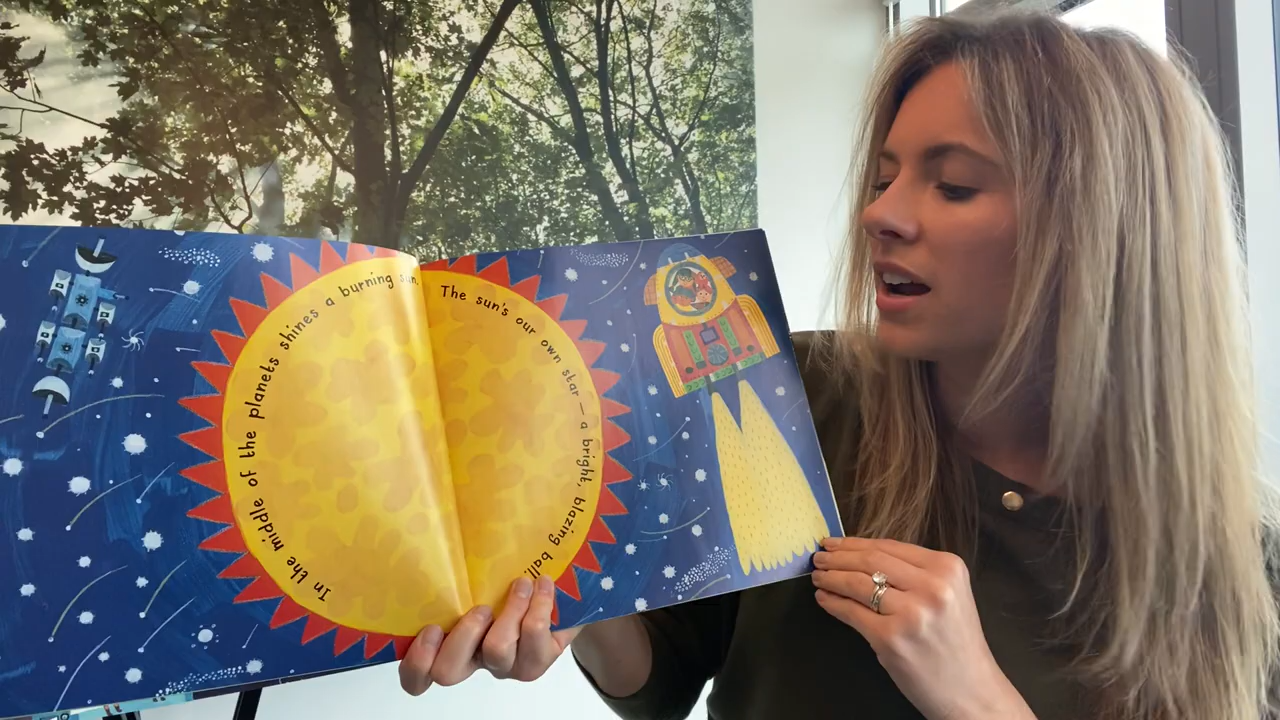 In the middle of the planets shines a burning sun.
The sun's our own star — a bright, blazing ball.